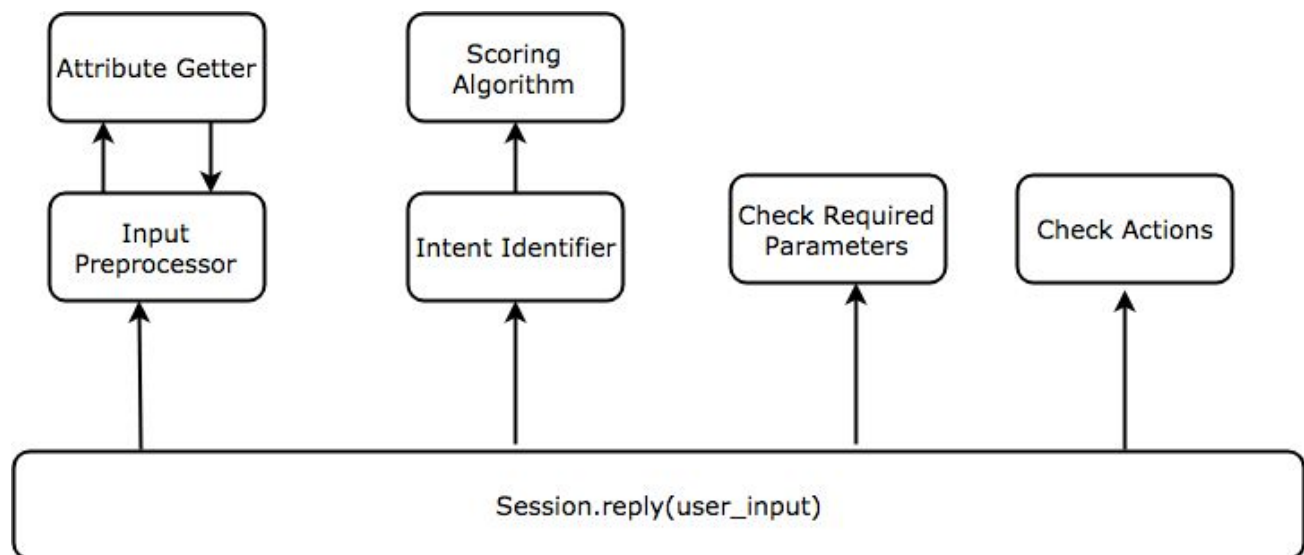 Attribute Getter
Scoring
Algorithm
Input
Preprocessor
Intent Identifier
Check Required
Parameters
Check Actions
Session.reply(user_input)